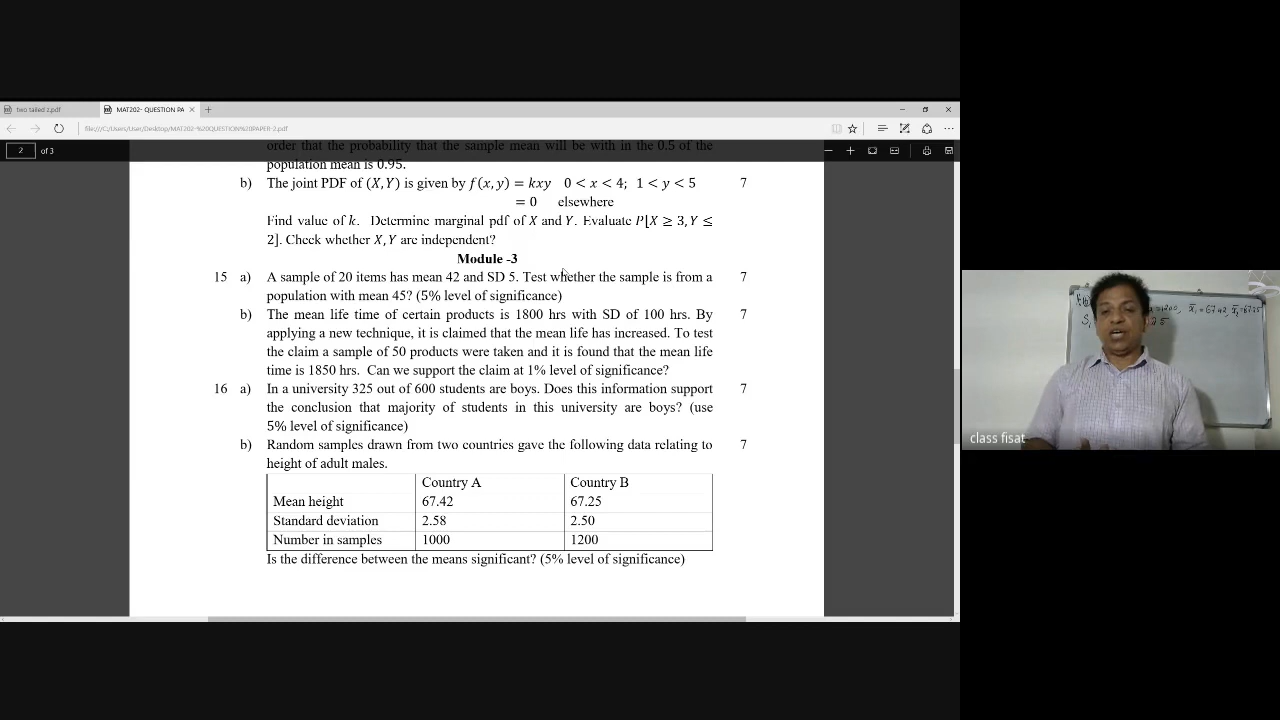 two tailed z.pdf
MAT202- QUESTION PA
file:///C:/Users/User/Desktop/MAT202-%20QUESTION%20PAPER-2.pdf
2 of 3
order that the probability that the sample mean will be with in the 0.5 of the
population mean is 0.95.
b) The joint PDF of (X, Y) is given by f(x, y) = kxy 0 < x < 4; 1 < y < 5 7
= 0 elsewhere
Find value of k. Determine marginal pdf of X and Y. Evaluate P[X ≥ 3, Y ≤
2]. Check whether X, Y are independent?
Module -3
15 a) A sample of 20 items has mean 42 and SD 5. Test whether the sample is from a 7
population with mean 45? (5% level of significance)
b) The mean life time of certain products is 1800 hrs with SD of 100 hrs. By 7
applying a new technique, it is claimed that the mean life has increased. To test
the claim a sample of 50 products were taken and it is found that the mean life
time is 1850 hrs. Can we support the claim at 1% level of significance?
16 a) In a university 325 out of 600 students are boys. Does this information support 7
the conclusion that majority of students in this university are boys? (use
5% level of significance)
b) Random samples drawn from two countries gave the following data relating to 7
height of adult males.
Country A Country B
Mean height 67.42 67.25
Standard deviation 2.58 2.50
Number in samples 1000 1200
Is the difference between the means significant? (5% level of significance)
class fisat